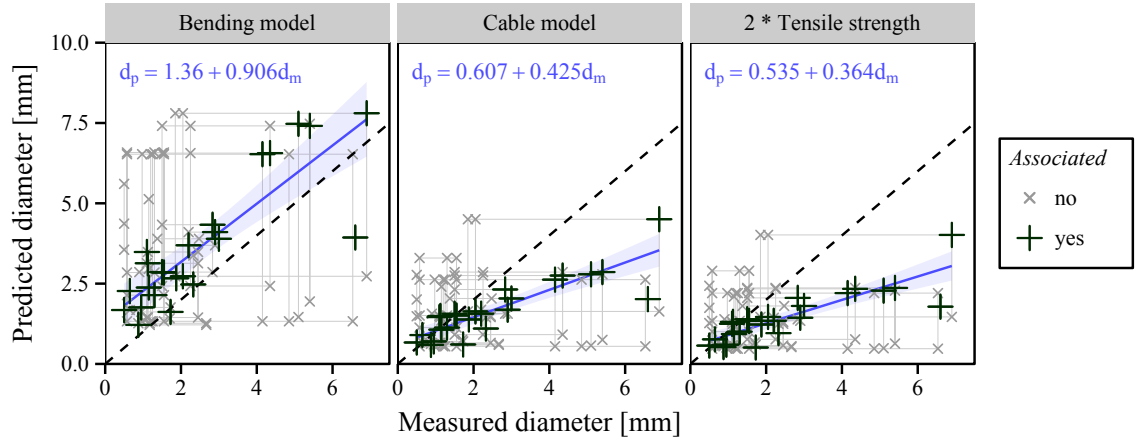 Bending model
Cable model
2 * Tensile strength
Predicted diameter [mm]
10.0
7.5
5.0
2.5
0.0
dₚ = 1.36 + 0.906dₘ
dₚ = 0.607 + 0.425dₘ
dₚ = 0.535 + 0.364dₘ
0 2 4 6
0 2 4 6
0 2 4 6
Measured diameter [mm]
Associated
no
yes